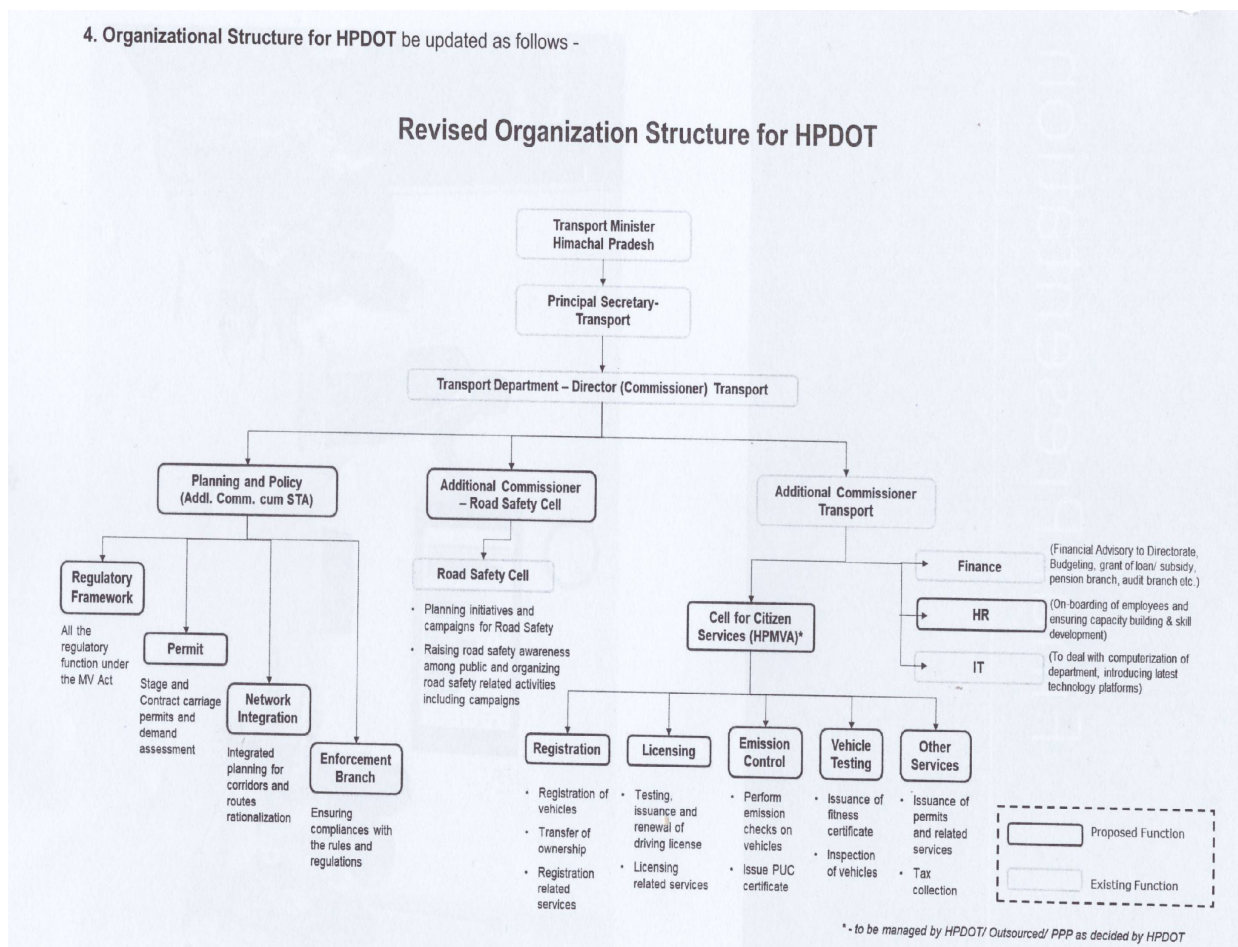 4. Organizational Structure for HPDOT be updated as follows -
Revised Organization Structure for HPDOT
Transport Minister
Himachal Pradesh
Principal Secretary-
Transport
Transport Department – Director (Commissioner) Transport
Planning and Policy
(Addl. Comm. cum STA)
Additional Commissioner
– Road Safety Cell
Additional Commissioner
Transport
Regulatory
Framework
All the
regulatory
function under
the MV Act
Permit
Stage and
Contract carriage
permits and
demand
assessment
Network
Integration
Integrated
planning for
corridors and
routes
rationalization
Enforcement
Branch
Ensuring
compliances with
the rules and
regulations
Road Safety Cell
• Planning initiatives and
campaigns for Road Safety
• Raising road safety awareness
among public and organizing
road safety related activities
including campaigns
Finance
(Financial Advisory to Directorate,
Budgeting, grant of loan/ subsidy,
pension branch, audit branch etc.)
HR
(On-boarding of employees and
ensuring capacity building & skill
development)
IT
(To deal with computerization of
department, introducing latest
technology platforms)
Cell for Citizen
Services (HPMVA)*
Registration
• Registration of
vehicles
• Transfer of
ownership
• Registration
related
services
Licensing
• Testing,
issuance and
renewal of
driving license
• Licensing
related services
Emission
Control
• Perform
emission
checks on
vehicles
• Issue PUC
certificate
Vehicle
Testing
• Issuance of
fitness
certificate
• Inspection
of vehicles
Other
Services
• Issuance of
permits
and related
services
• Tax
collection
Proposed Function
Existing Function
* - to be managed by HPDOT/ Outsourced/ PPP as decided by HPDOT